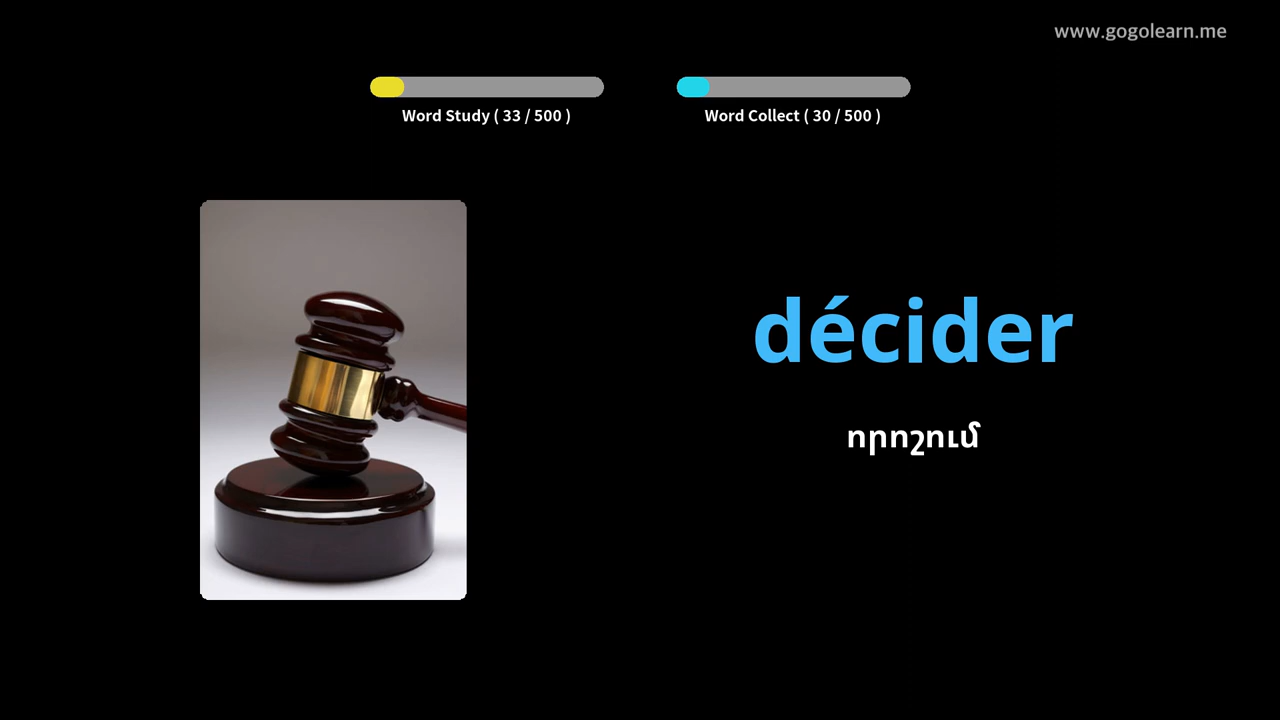 www.gogolearn.me
Word Study ( 33 / 500 )
Word Collect ( 30 / 500 )
décider
որոշում